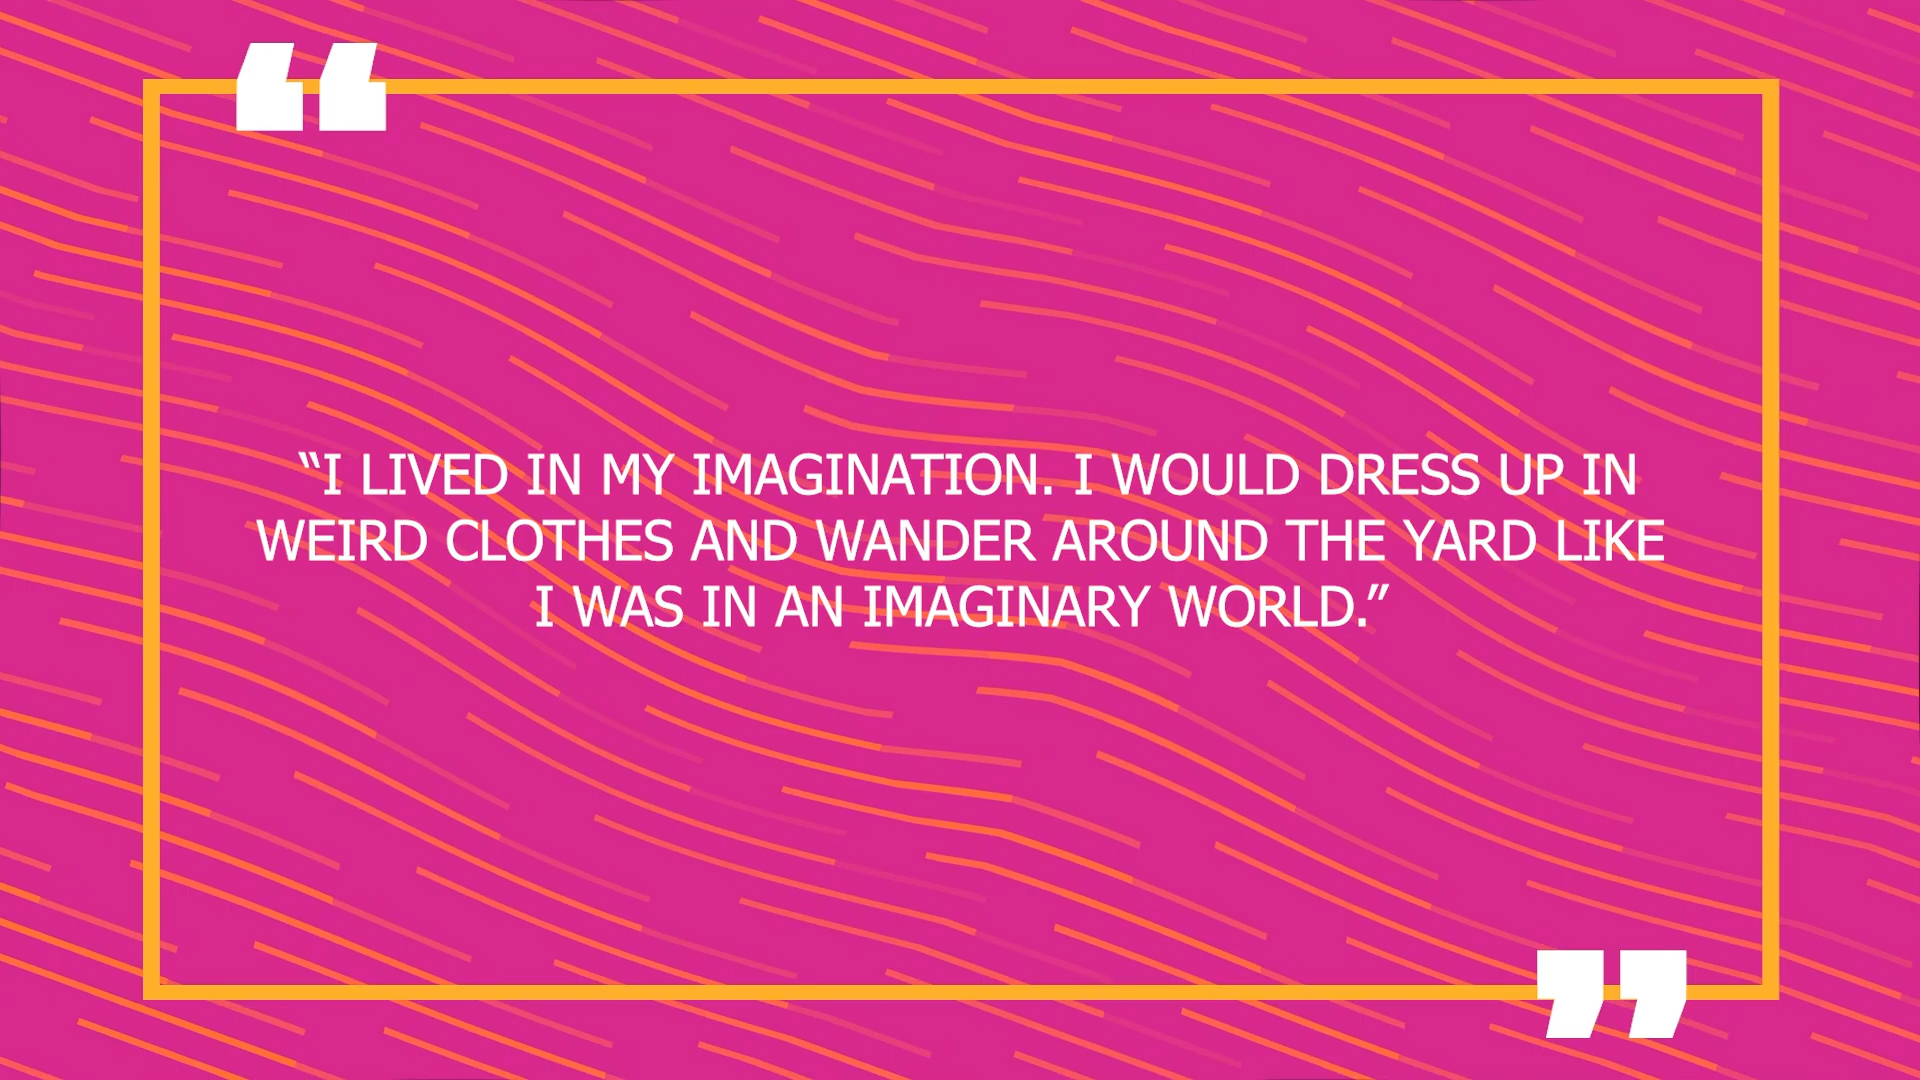 “I LIVED IN MY IMAGINATION. I WOULD DRESS UP IN
WEIRD CLOTHES AND WANDER AROUND THE YARD LIKE
I WAS IN AN IMAGINARY WORLD.”